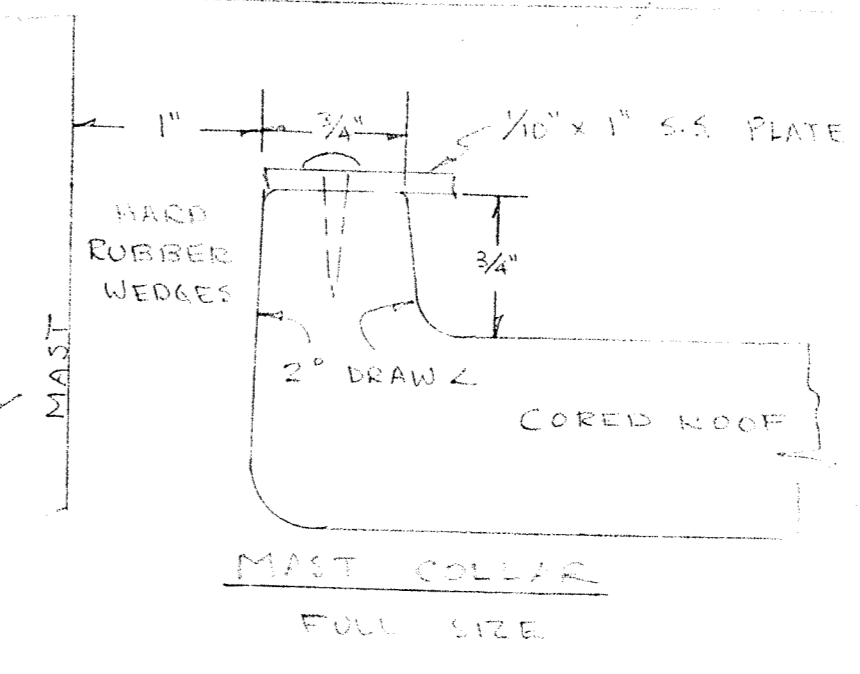 1"
3/4"
1/10" x 1" S.S PLATE
HARD
RUBBER
WEDGES
3/4"
MAST
2° DRAW ∠
CORED ROOF
MAST COLLAR
FULL SIZE